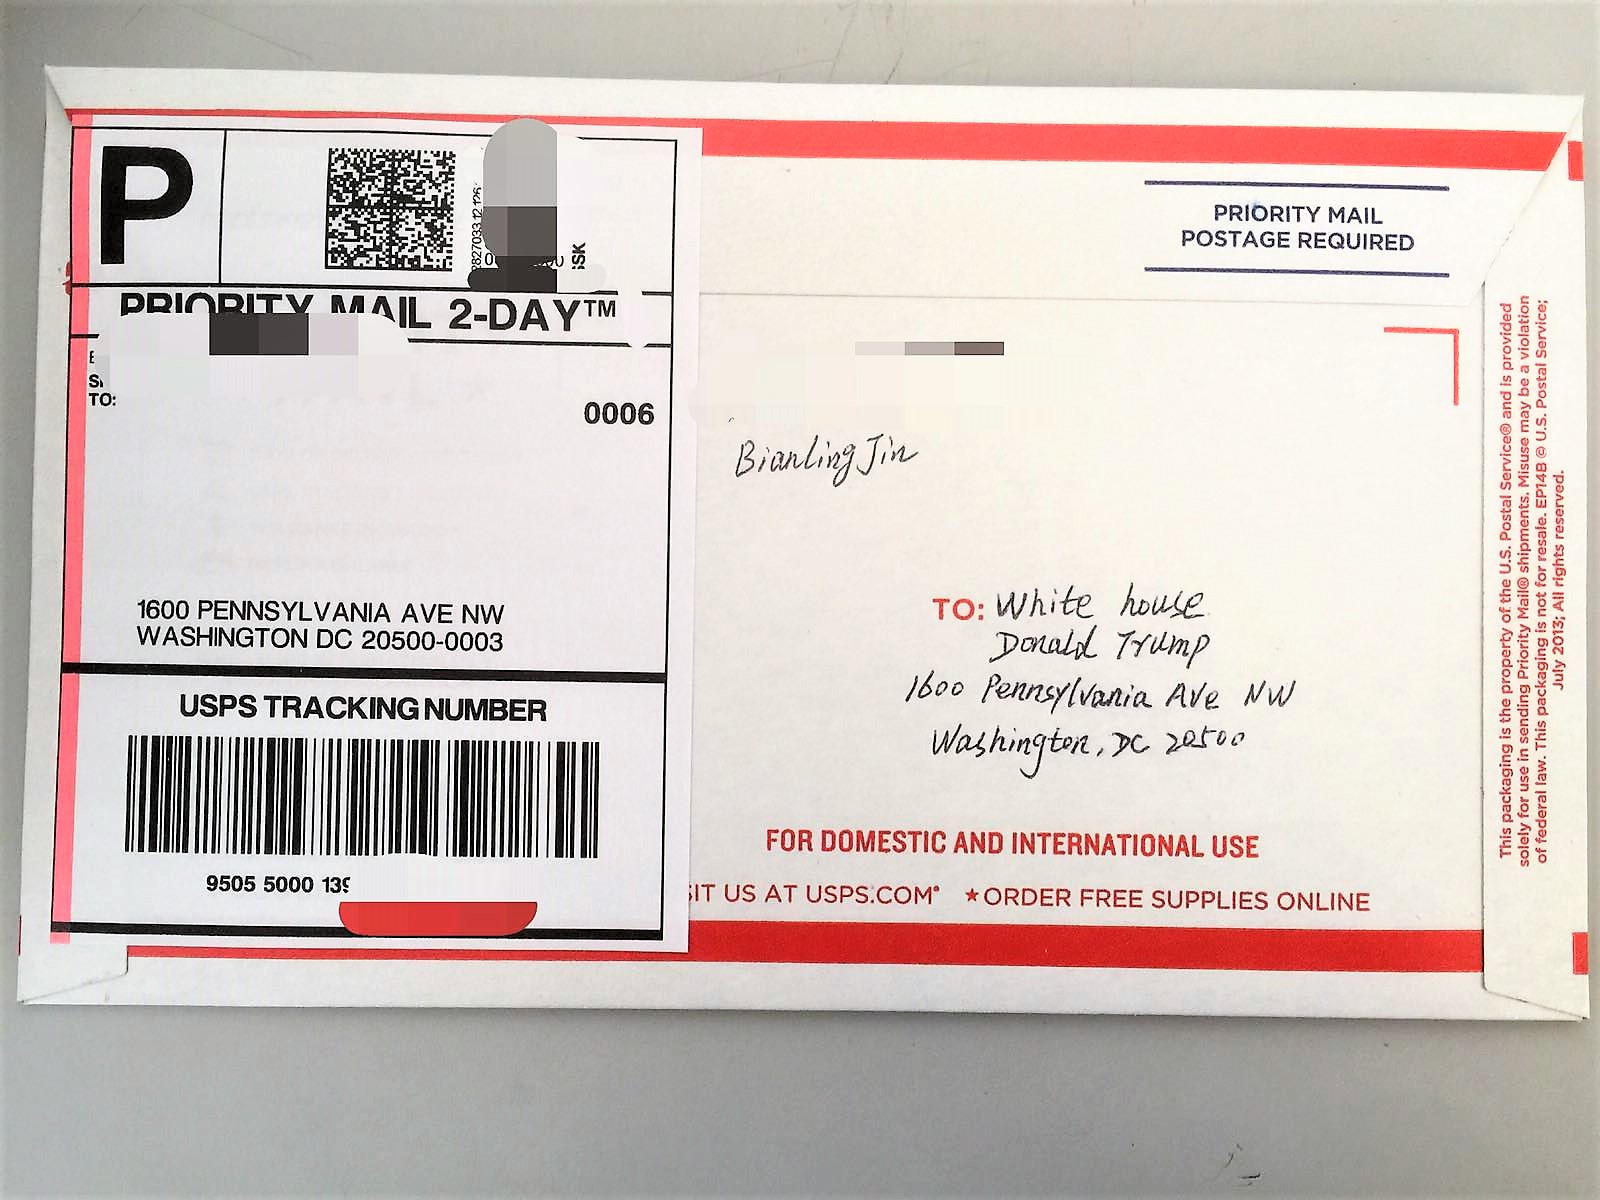 P
PRIORITY MAIL 2-DAY™
TO:
0006
1600 PENNSYLVANIA AVE NW
WASHINGTON DC 20500-0003
USPS TRACKING NUMBER
9505 5000 139
PRIORITY MAIL
POSTAGE REQUIRED
Bianling Jin
TO: White house
Donald Trump
1600 Pennsylvania Ave NW
Washington, DC 20500
FOR DOMESTIC AND INTERNATIONAL USE
SIT US AT USPS.COM® ★ORDER FREE SUPPLIES ONLINE
This packaging is the property of the U.S. Postal Service® and is provided
solely for use in sending Priority Mail® shipments. Misuse may be a violation
of federal law. This packaging is not for resale. EP14B © U.S. Postal Service;
July 2013; All rights reserved.